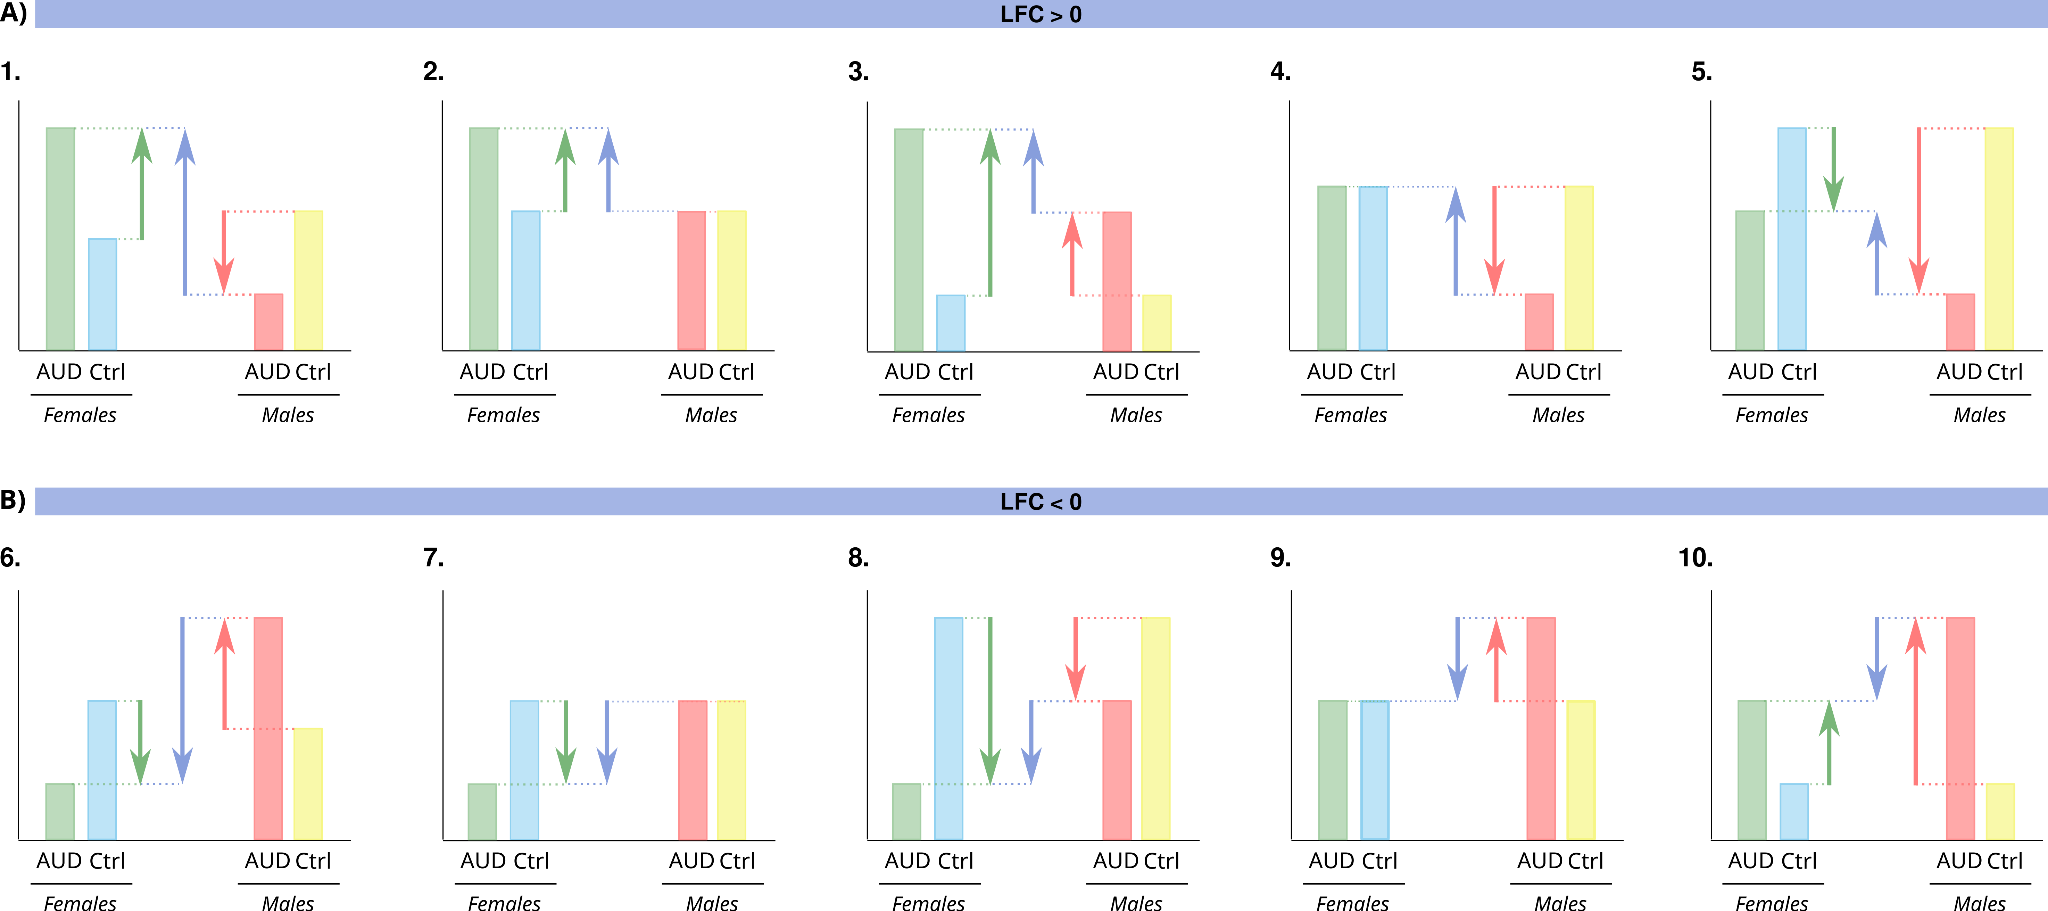 A) LFC > 0
1. 2. 3. 4. 5.
AUD Ctrl AUD Ctrl AUD Ctrl AUD Ctrl AUD Ctrl AUD Ctrl AUD Ctrl AUD Ctrl AUD Ctrl AUD Ctrl
Females Males Females Males Females Males Females Males Females Males
B) LFC < 0
6. 7. 8. 9. 10.
AUD Ctrl AUD Ctrl AUD Ctrl AUD Ctrl AUD Ctrl AUD Ctrl AUD Ctrl AUD Ctrl AUD Ctrl AUD Ctrl
Females Males Females Males Females Males Females Males Females Males